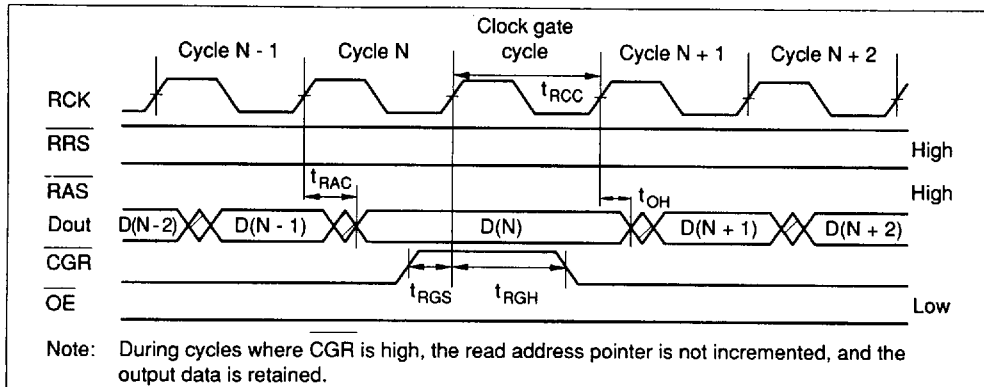 Clock gate
cycle
Cycle N - 1 Cycle N Cycle N + 1 Cycle N + 2
RCK tRCC
RRS High
RAS tRAC High
tOH
Dout D(N-2) D(N - 1) D(N) D(N + 1) D(N + 2)
CGR
tRGS tRGH
OE Low
Note: During cycles where CGR is high, the read address pointer is not incremented, and the
output data is retained.